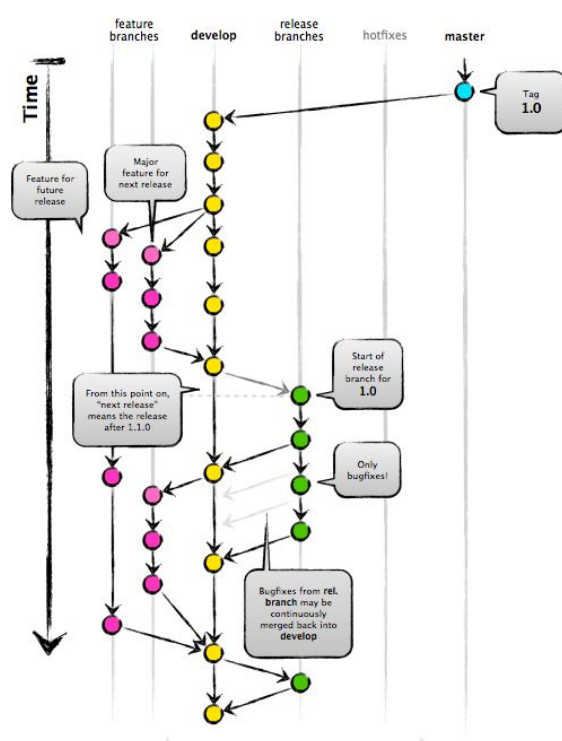 feature
branches
develop
release
branches
hotfixes
master
Time
Tag
1.0
Major
feature for
next release
Feature for
future
release
Start of
release
branch for
1.0
From this point on,
"next release"
means the release
after 1.1.0
Only
bugfixes!
Bugfixes from rel.
branch may be
continuously
merged back into
develop